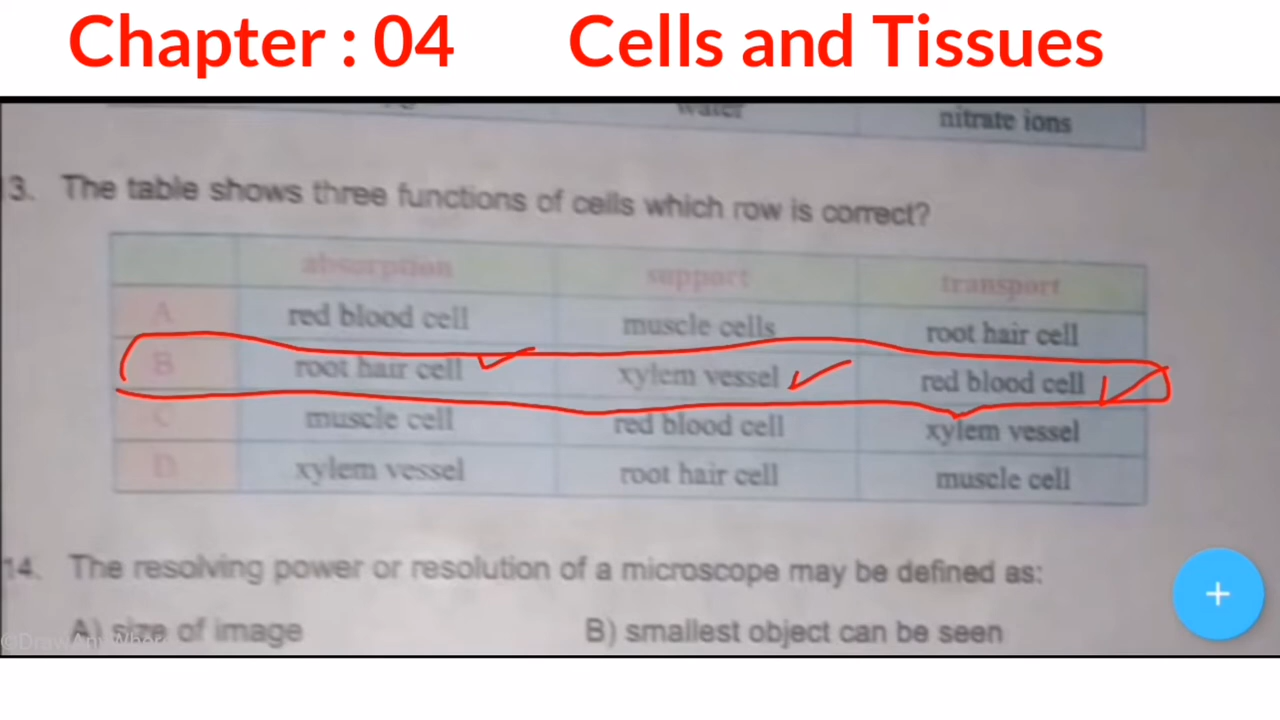 Chapter : 04 Cells and Tissues
water nitrate ions
13. The table shows three functions of cells which row is correct?
absorption support transport
A red blood cell muscle cells root hair cell
B root hair cell xylem vessel red blood cell
C muscle cell red blood cell xylem vessel
D xylem vessel root hair cell muscle cell
14. The resolving power or resolution of a microscope may be defined as:
A) size of image B) smallest object can be seen
©DrawAnyWhere
+